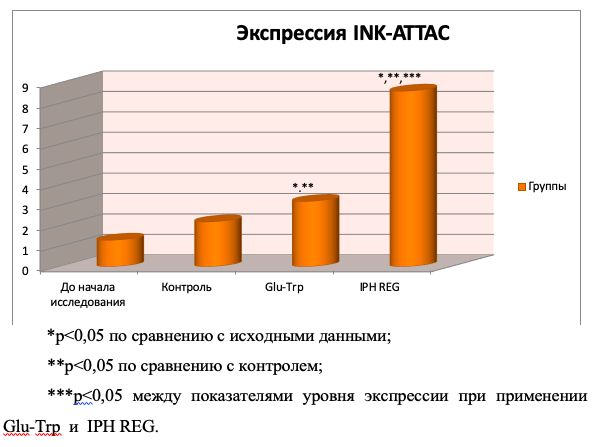 Экспрессия INK-ATTAC
*,**,***
9
8
7
6
5
4
3
2
1
0
*.**
Группы
До начала
исследования
Контроль
Glu-Trp
IPH REG
*p<0,05 по сравнению с исходными данными;
**p<0,05 по сравнению с контролем;
***p<0,05 между показателями уровня экспрессии при применении
Glu-Trp и IPH REG.